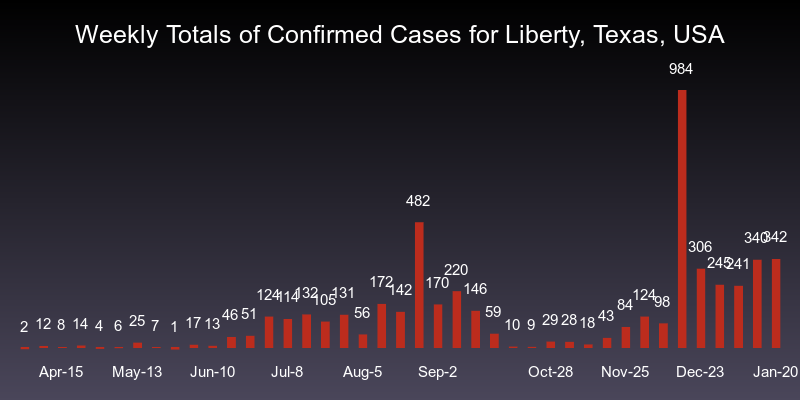 Weekly Totals of Confirmed Cases for Liberty, Texas, USA
2 12 8 14 4 6 25 7 1 17 13 46 51 124 114 132 105 131 56 172 142 482 170 220 146 59 10 9 29 28 18 43 84 124 98 984 306 245 241 340 342
Apr-15 May-13 Jun-10 Jul-8 Aug-5 Sep-2 Oct-28 Nov-25 Dec-23 Jan-20